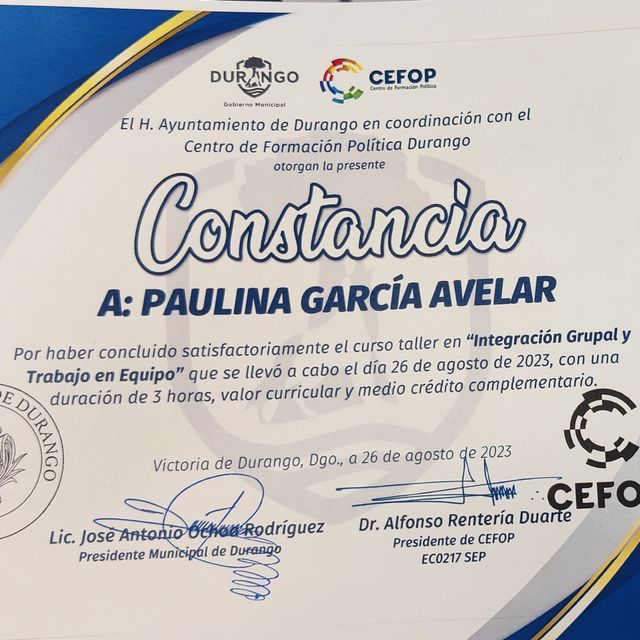 DURANGO
Gobierno Municipal
CEFOP
Centro de Formación Política
El H. Ayuntamiento de Durango en coordinación con el
Centro de Formación Política Durango
otorgan la presente
Constancia
A: PAULINA GARCÍA AVELAR
Por haber concluido satisfactoriamente el curso taller en “Integración Grupal y
Trabajo en Equipo” que se llevó a cabo el día 26 de agosto de 2023, con una
duración de 3 horas, valor curricular y medio crédito complementario.
DE DURANGO
Victoria de Durango, Dgo., a 26 de agosto de 2023
CEFO
Lic. José Antonio Ochoa Rodríguez
Presidente Municipal de Durango
Dr. Alfonso Rentería Duarte
Presidente de CEFOP
EC0217 SEP